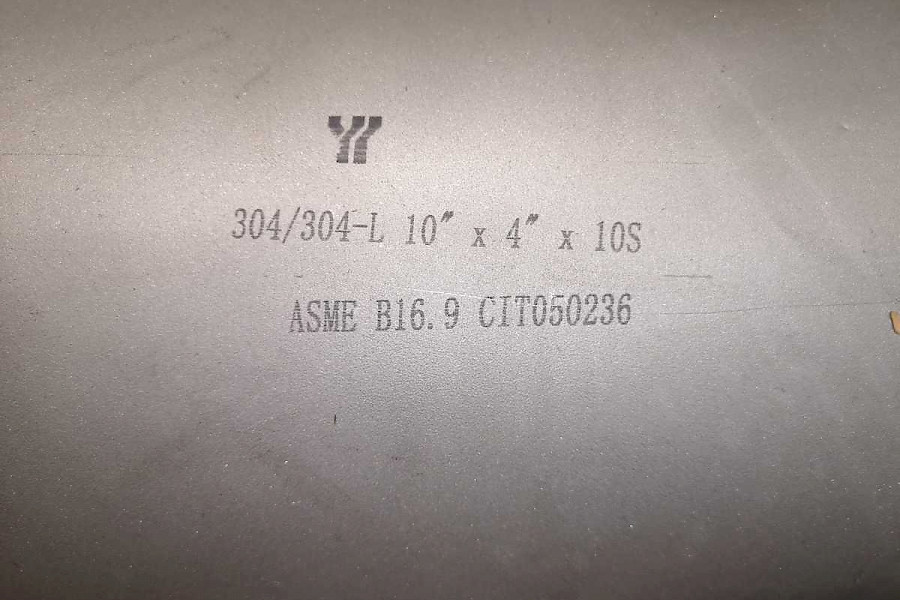 304/304-L 10" x 4" x 10S
ASME B16.9 CIT050236